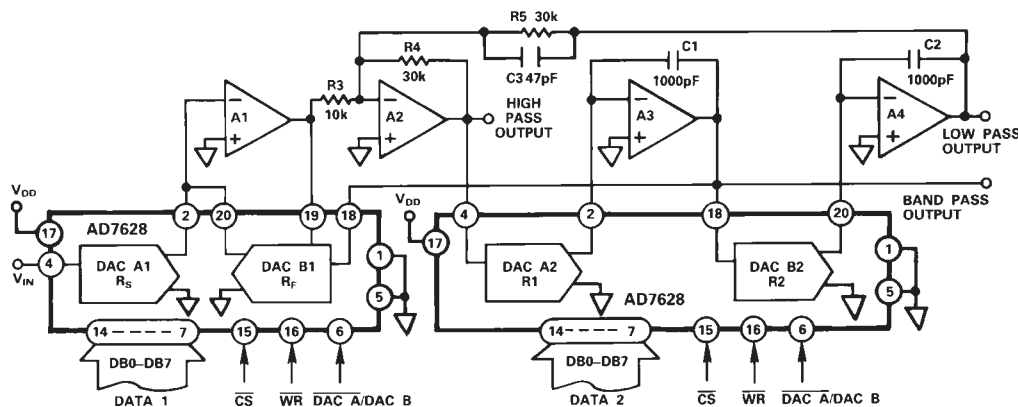 R5 30k
C3 47pF
R4
30k
R3
10k
C1
1000pF
C2
1000pF
A1
A2
A3
A4
HIGH
PASS
OUTPUT
LOW PASS
OUTPUT
BAND PASS
OUTPUT
VDD
17
4
VIN
AD7628
2
20
19
18
1
5
DAC A1
RS
DAC B1
RF
14 ----- 7
15
16
6
DB0–DB7
DATA 1
CS
WR
DAC A/DAC B
VDD
17
4
2
18
20
1
5
DAC A2
R1
DAC B2
R2
AD7628
14 ----- 7
15
16
6
DB0–DB7
DATA 2
CS
WR
DAC A/DAC B